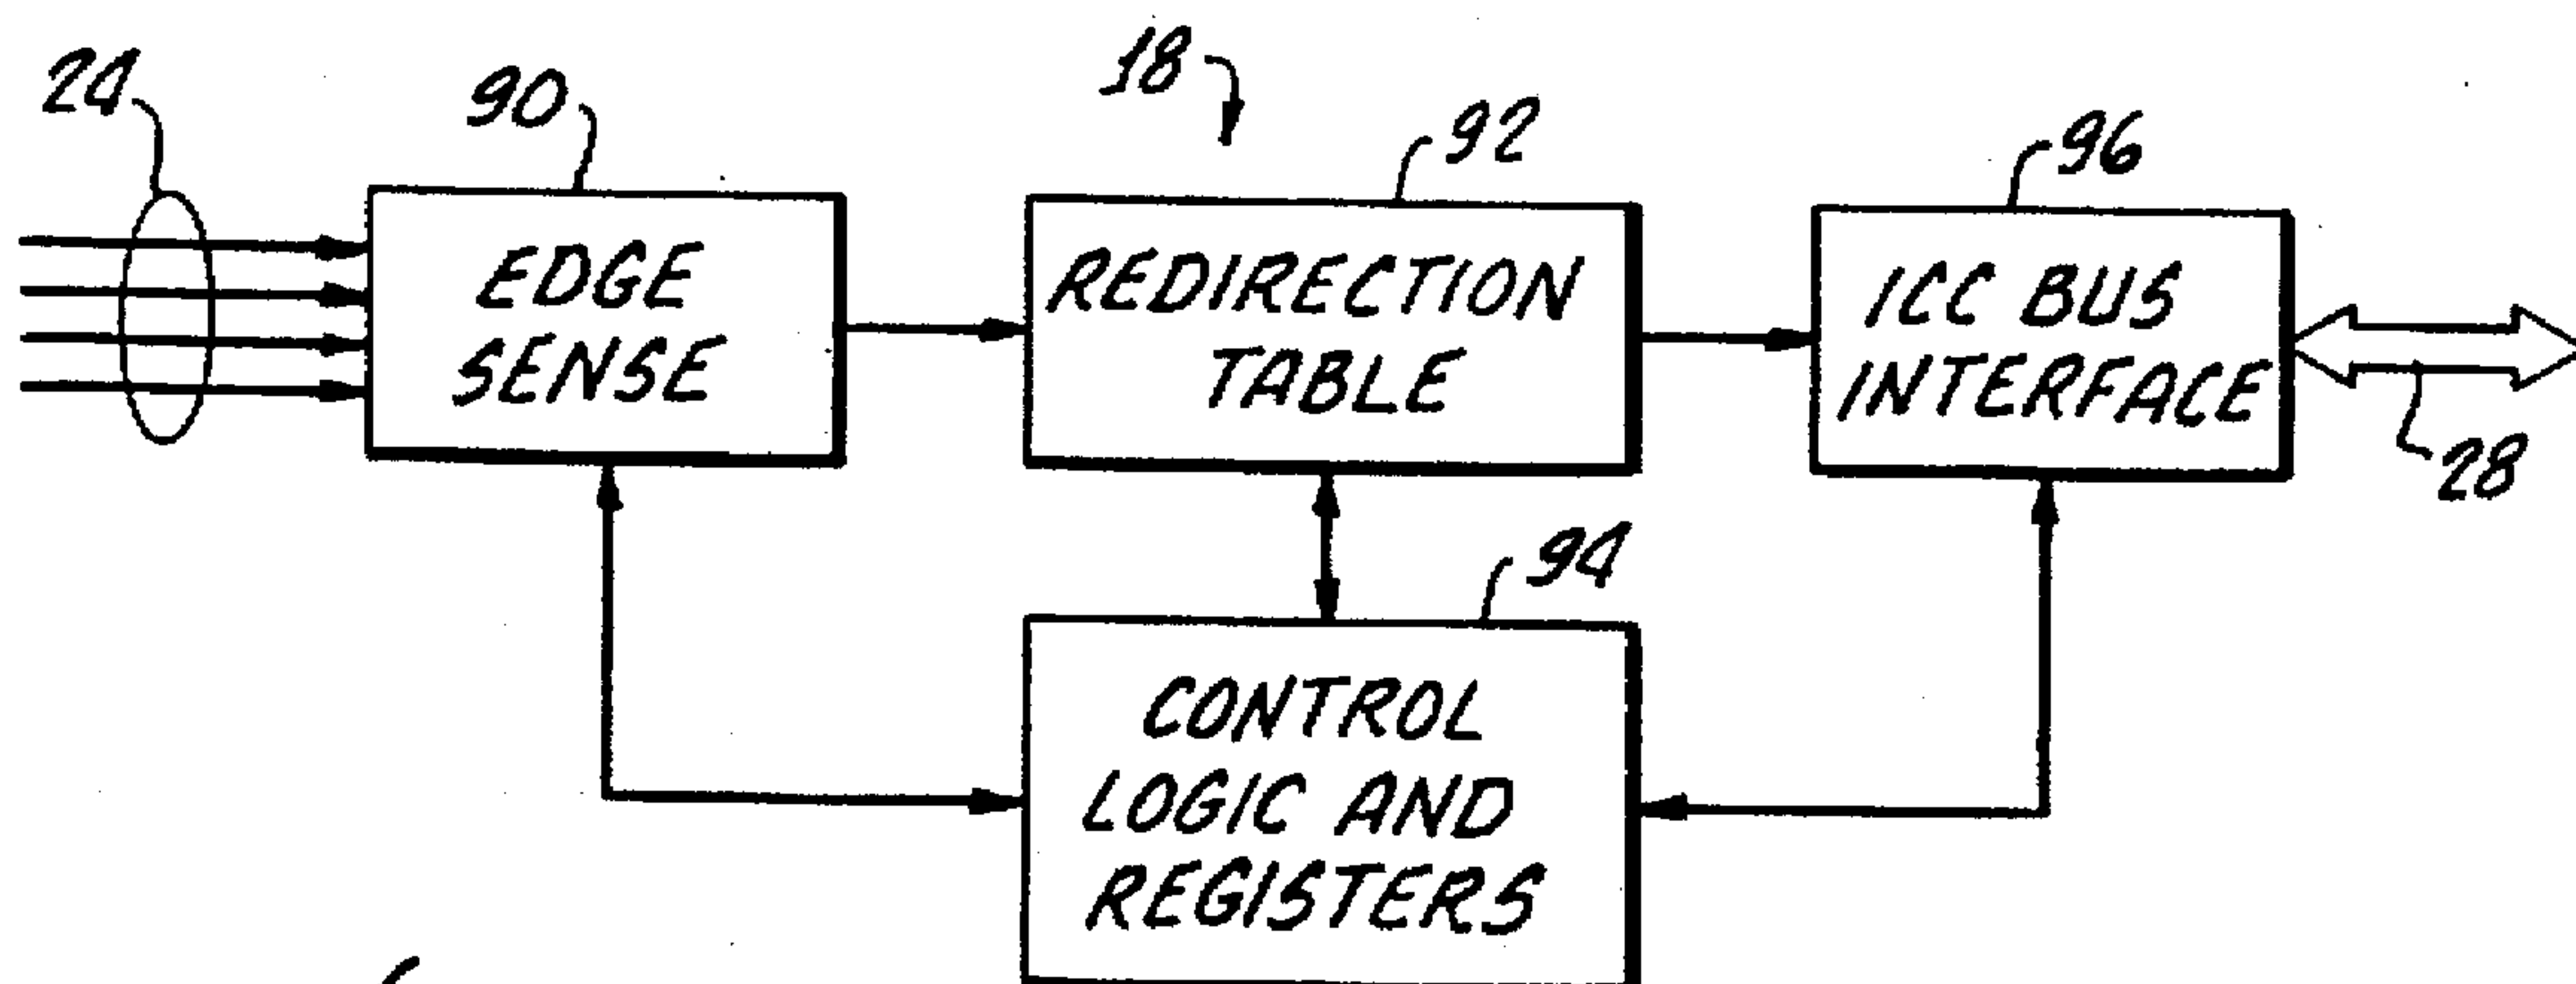 24
90
18
92
96
EDGE
SENSE
REDIRECTION
TABLE
ICC BUS
INTERFACE
28
94
CONTROL
LOGIC AND
REGISTERS